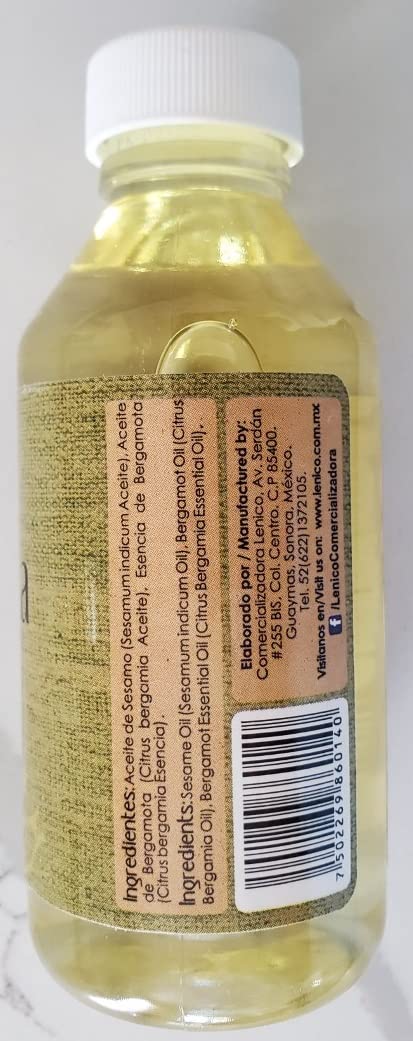 a
Ingredientes: Aceite de Sesamo (Sesamum indicum Aceite), Aceite
de Bergamota (Citrus bergamia Aceite), Esencia de Bergamota
(Citrus bergamia Esencia).
Ingredients: Sesame Oil (Sesamum indicum Oil), Bergamot Oil (Citrus
Bergamia Oil), Bergamot Essential Oil (Citrus Bergamia Essential Oil).
Elaborado por / Manufactured by:
Comercializadora Lenico, Av. Serdán
#255 BIS, Col. Centro. C.P 85400.
Guaymas, Sonora. México.
Tel. 52(622)1372105.
Visitanos en/Visit us on: www.lenico.com.mx
f /LenicoComercializadora
7 502269 860140